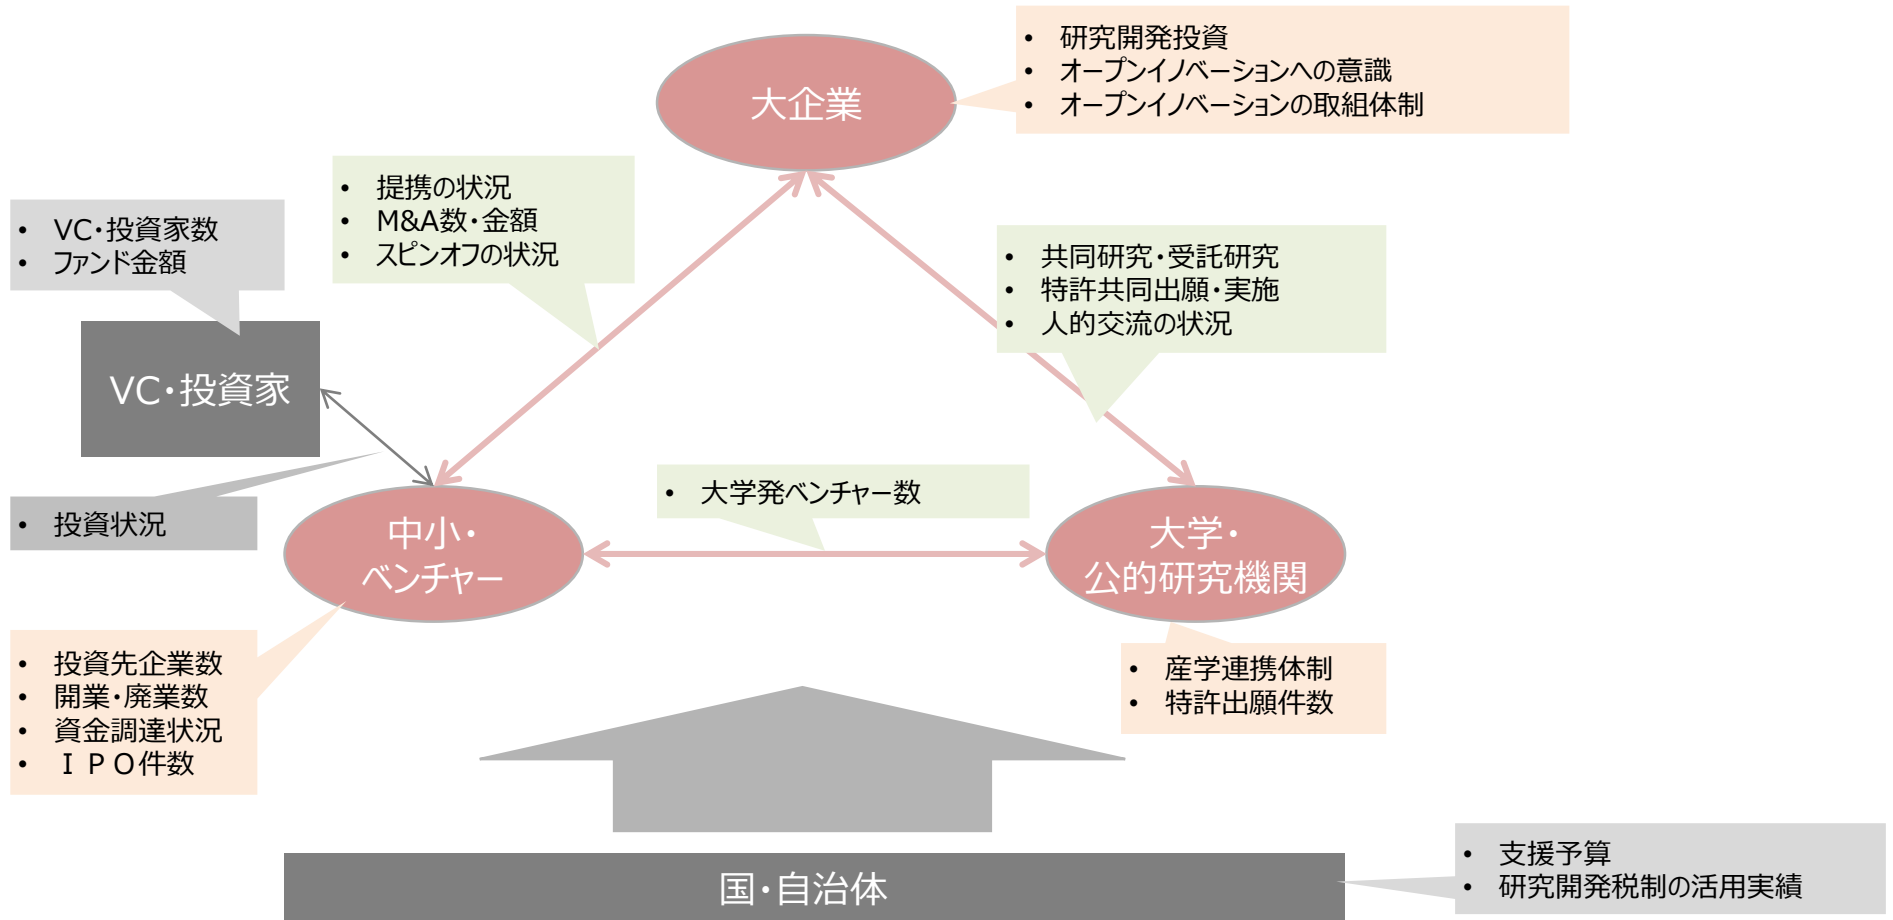 • 研究開発投資
• オープンイノベーションへの意識
• オープンイノベーションの取組体制
大企業
• 提携の状況
• M&A数・金額
• スピンオフの状況
• VC・投資家数
• ファンド金額
• 共同研究・受託研究
• 特許共同出願・実施
• 人的交流の状況
VC・投資家
• 大学発ベンチャー数
• 投資状況
中小・
ベンチャー
大学・
公的研究機関
• 投資先企業数
• 開業・廃業数
• 資金調達状況
• ＩＰＯ件数
• 産学連携体制
• 特許出願件数
• 支援予算
• 研究開発税制の活用実績
国・自治体